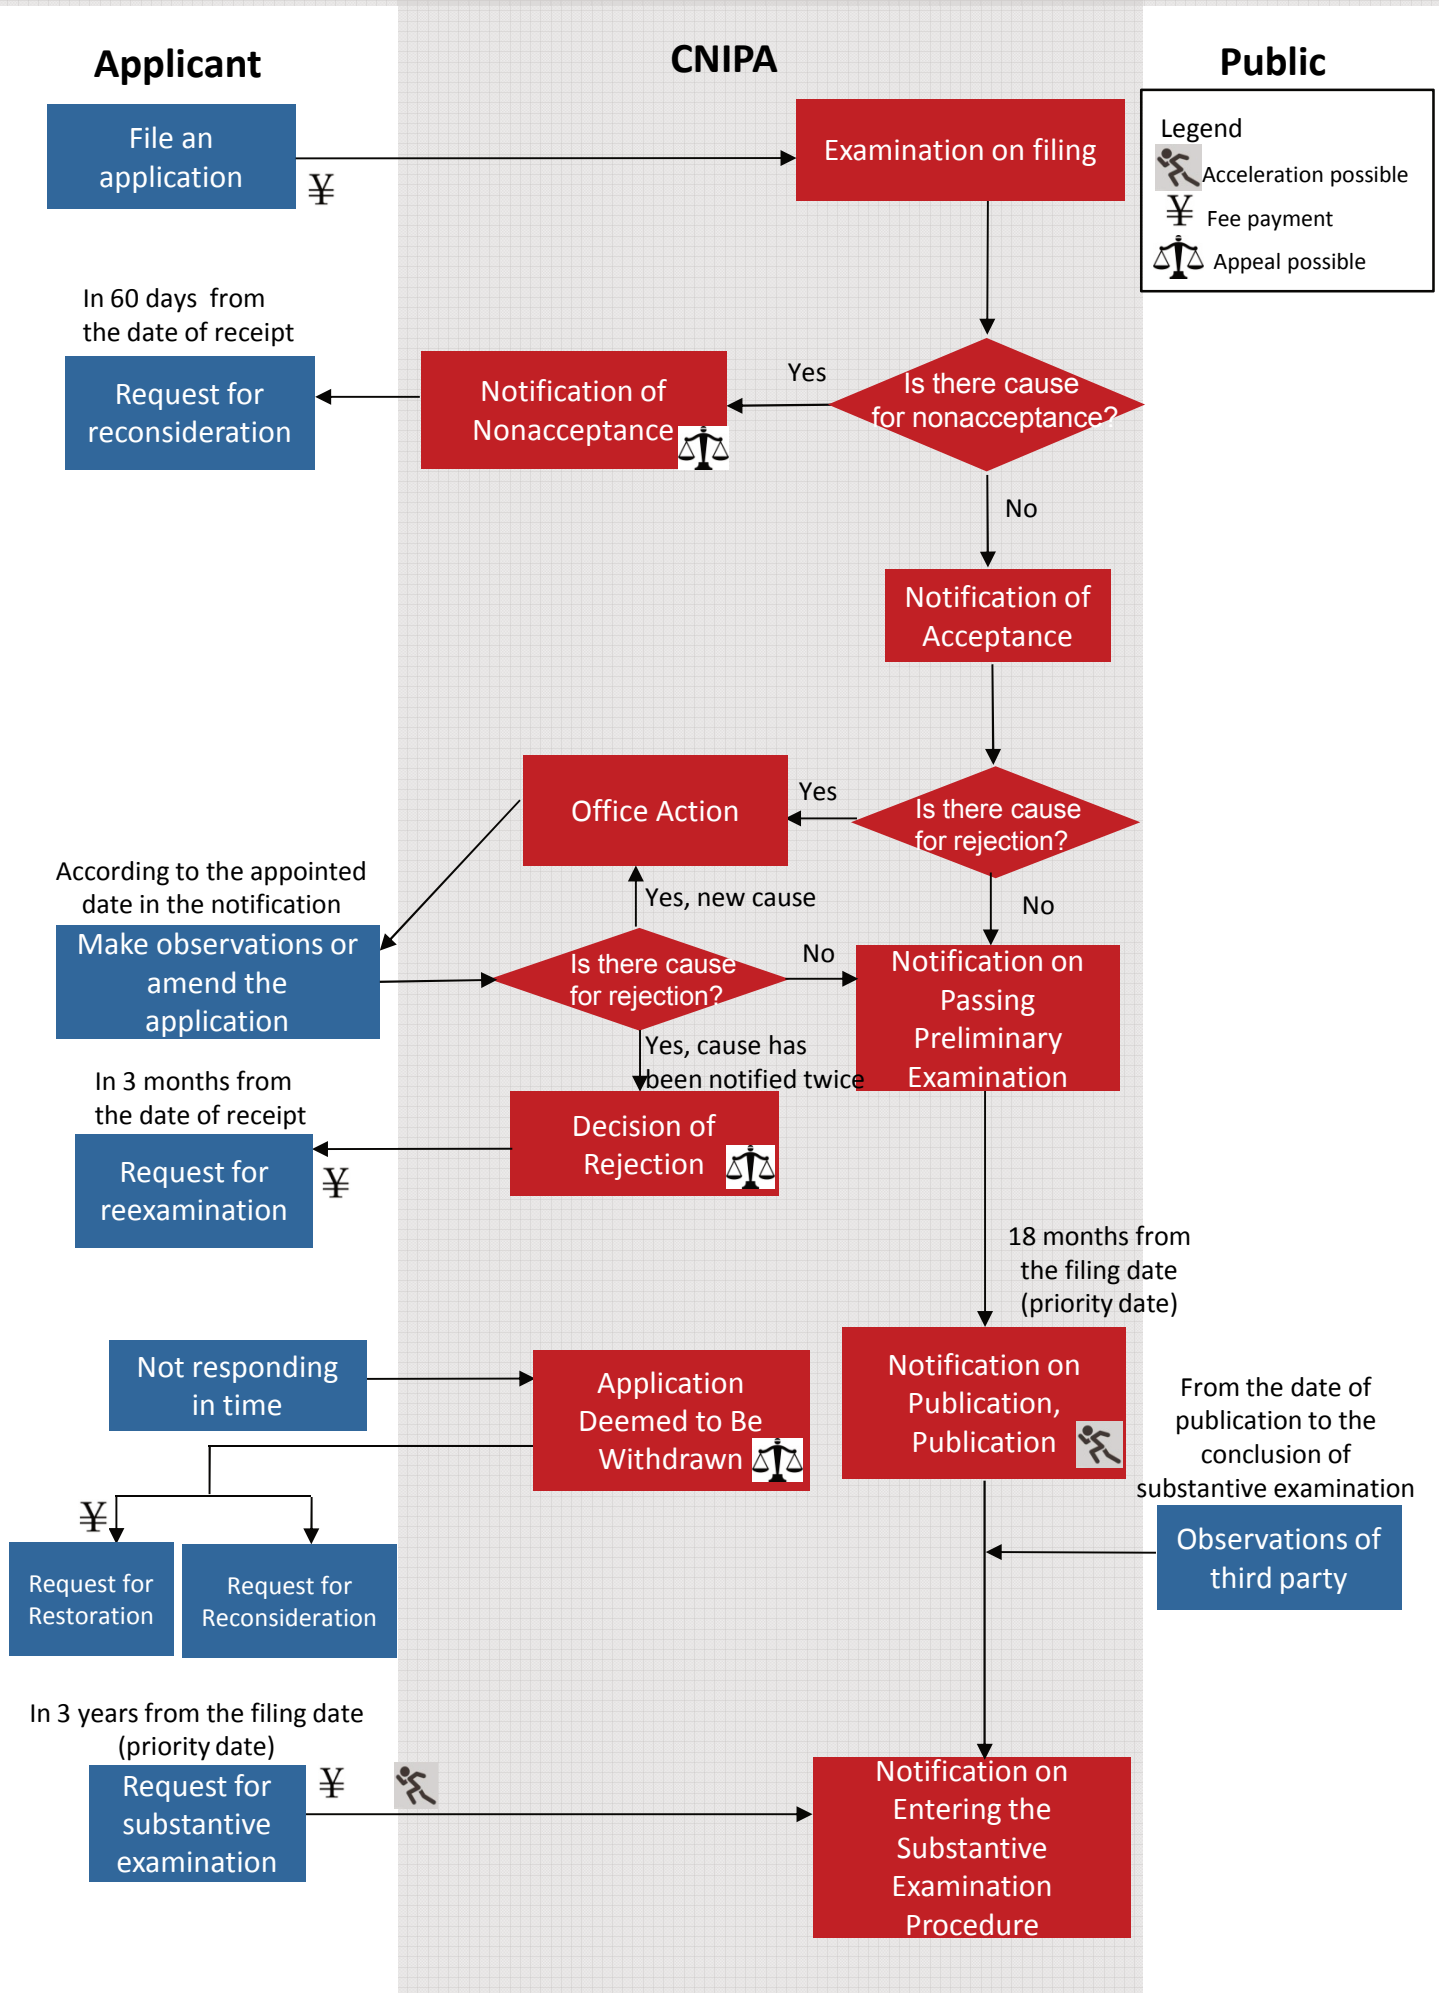 Applicant
CNIPA
Public
File an
application
¥
Examination on filing
Legend
Acceleration possible
¥ Fee payment
Appeal possible
In 60 days from
the date of receipt
Request for
reconsideration
Notification of
Nonacceptance
Yes
Is there cause
for nonacceptance?
No
Notification of
Acceptance
Office Action
Yes
Is there cause
for rejection?
According to the appointed
date in the notification
Make observations or
amend the
application
Yes, new cause
No
Is there cause
for rejection?
No
Notification on
Passing
Preliminary
Examination
Yes, cause has
been notified twice
In 3 months from
the date of receipt
Request for
reexamination
¥
Decision of
Rejection
18 months from
the filing date
(priority date)
Not responding
in time
Application
Deemed to Be
Withdrawn
Notification on
Publication,
Publication
From the date of
publication to the
conclusion of
substantive examination
Observations of
third party
¥
Request for
Restoration
Request for
Reconsideration
In 3 years from the filing date
(priority date)
Request for
substantive
examination
¥
Notification on
Entering the
Substantive
Examination
Procedure